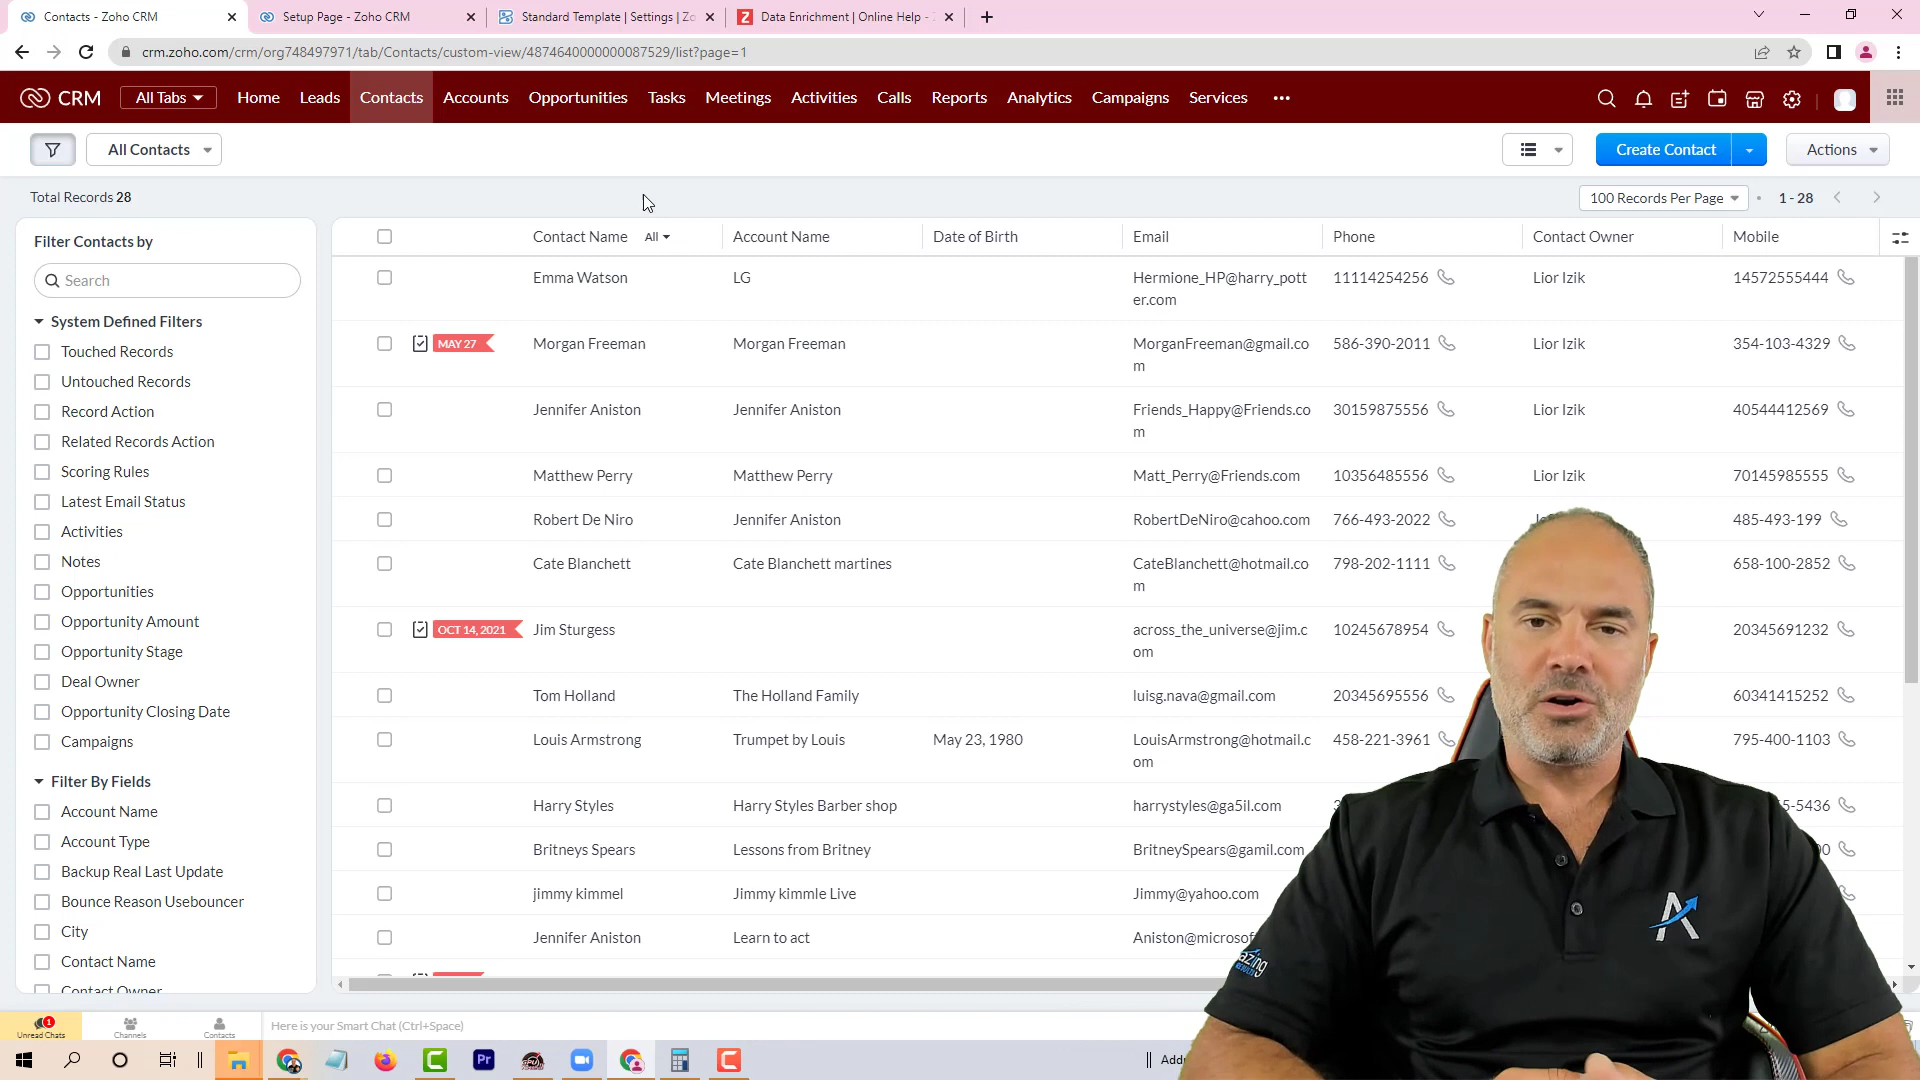 Contacts - Zoho CRM
Setup Page - Zoho CRM
Standard Template | Settings | Zo
Data Enrichment | Online Help -
crm.zoho.com/crm/org748497971/tab/Contacts/custom-view/4874640000000087529/list?page=1
CRM All Tabs Home Leads Contacts Accounts Opportunities Tasks Meetings Activities Calls Reports Analytics Campaigns Services
All Contacts Create Contact Actions
Total Records 28 100 Records Per Page 1 - 28
Filter Contacts by
Search
System Defined Filters
Touched Records
Untouched Records
Record Action
Related Records Action
Scoring Rules
Latest Email Status
Activities
Notes
Opportunities
Opportunity Amount
Opportunity Stage
Deal Owner
Opportunity Closing Date
Campaigns
Filter By Fields
Account Name
Account Type
Backup Real Last Update
Bounce Reason Usebouncer
City
Contact Name
Contact Owner
Contact Name All Account Name Date of Birth Email Phone Contact Owner Mobile
Emma Watson LG Hermione_HP@harry_pott 11114254256 Lior Izik 14572555444
er.com
MAY 27 Morgan Freeman Morgan Freeman MorganFreeman@gmail.co 586-390-2011 Lior Izik 354-103-4329
m
Jennifer Aniston Jennifer Aniston Friends_Happy@Friends.co 30159875556 Lior Izik 40544412569
m
Matthew Perry Matthew Perry Matt_Perry@Friends.com 10356485556 Lior Izik 70145985555
Robert De Niro Jennifer Aniston RobertDeNiro@cahoo.com 766-493-2022 485-493-199
Cate Blanchett Cate Blanchett martines CateBlanchett@hotmail.co 798-202-1111 658-100-2852
m
OCT 14, 2021 Jim Sturgess across_the_universe@jim.c 10245678954 20345691232
om
Tom Holland The Holland Family luisg.nava@gmail.com 20345695556 60341415252
Louis Armstrong Trumpet by Louis May 23, 1980 LouisArmstrong@hotmail.c 458-221-3961 795-400-1103
om
Harry Styles Harry Styles Barber shop harrystyles@ga5il.com 5-5436
Britneys Spears Lessons from Britney BritneySpears@gamil.com
jimmy kimmel Jimmy kimmle Live Jimmy@yahoo.com
Jennifer Aniston Learn to act Aniston@microsof
Unread Chats 1 Channels Contacts Here is your Smart Chat (Ctrl+Space)
Pr
Addr